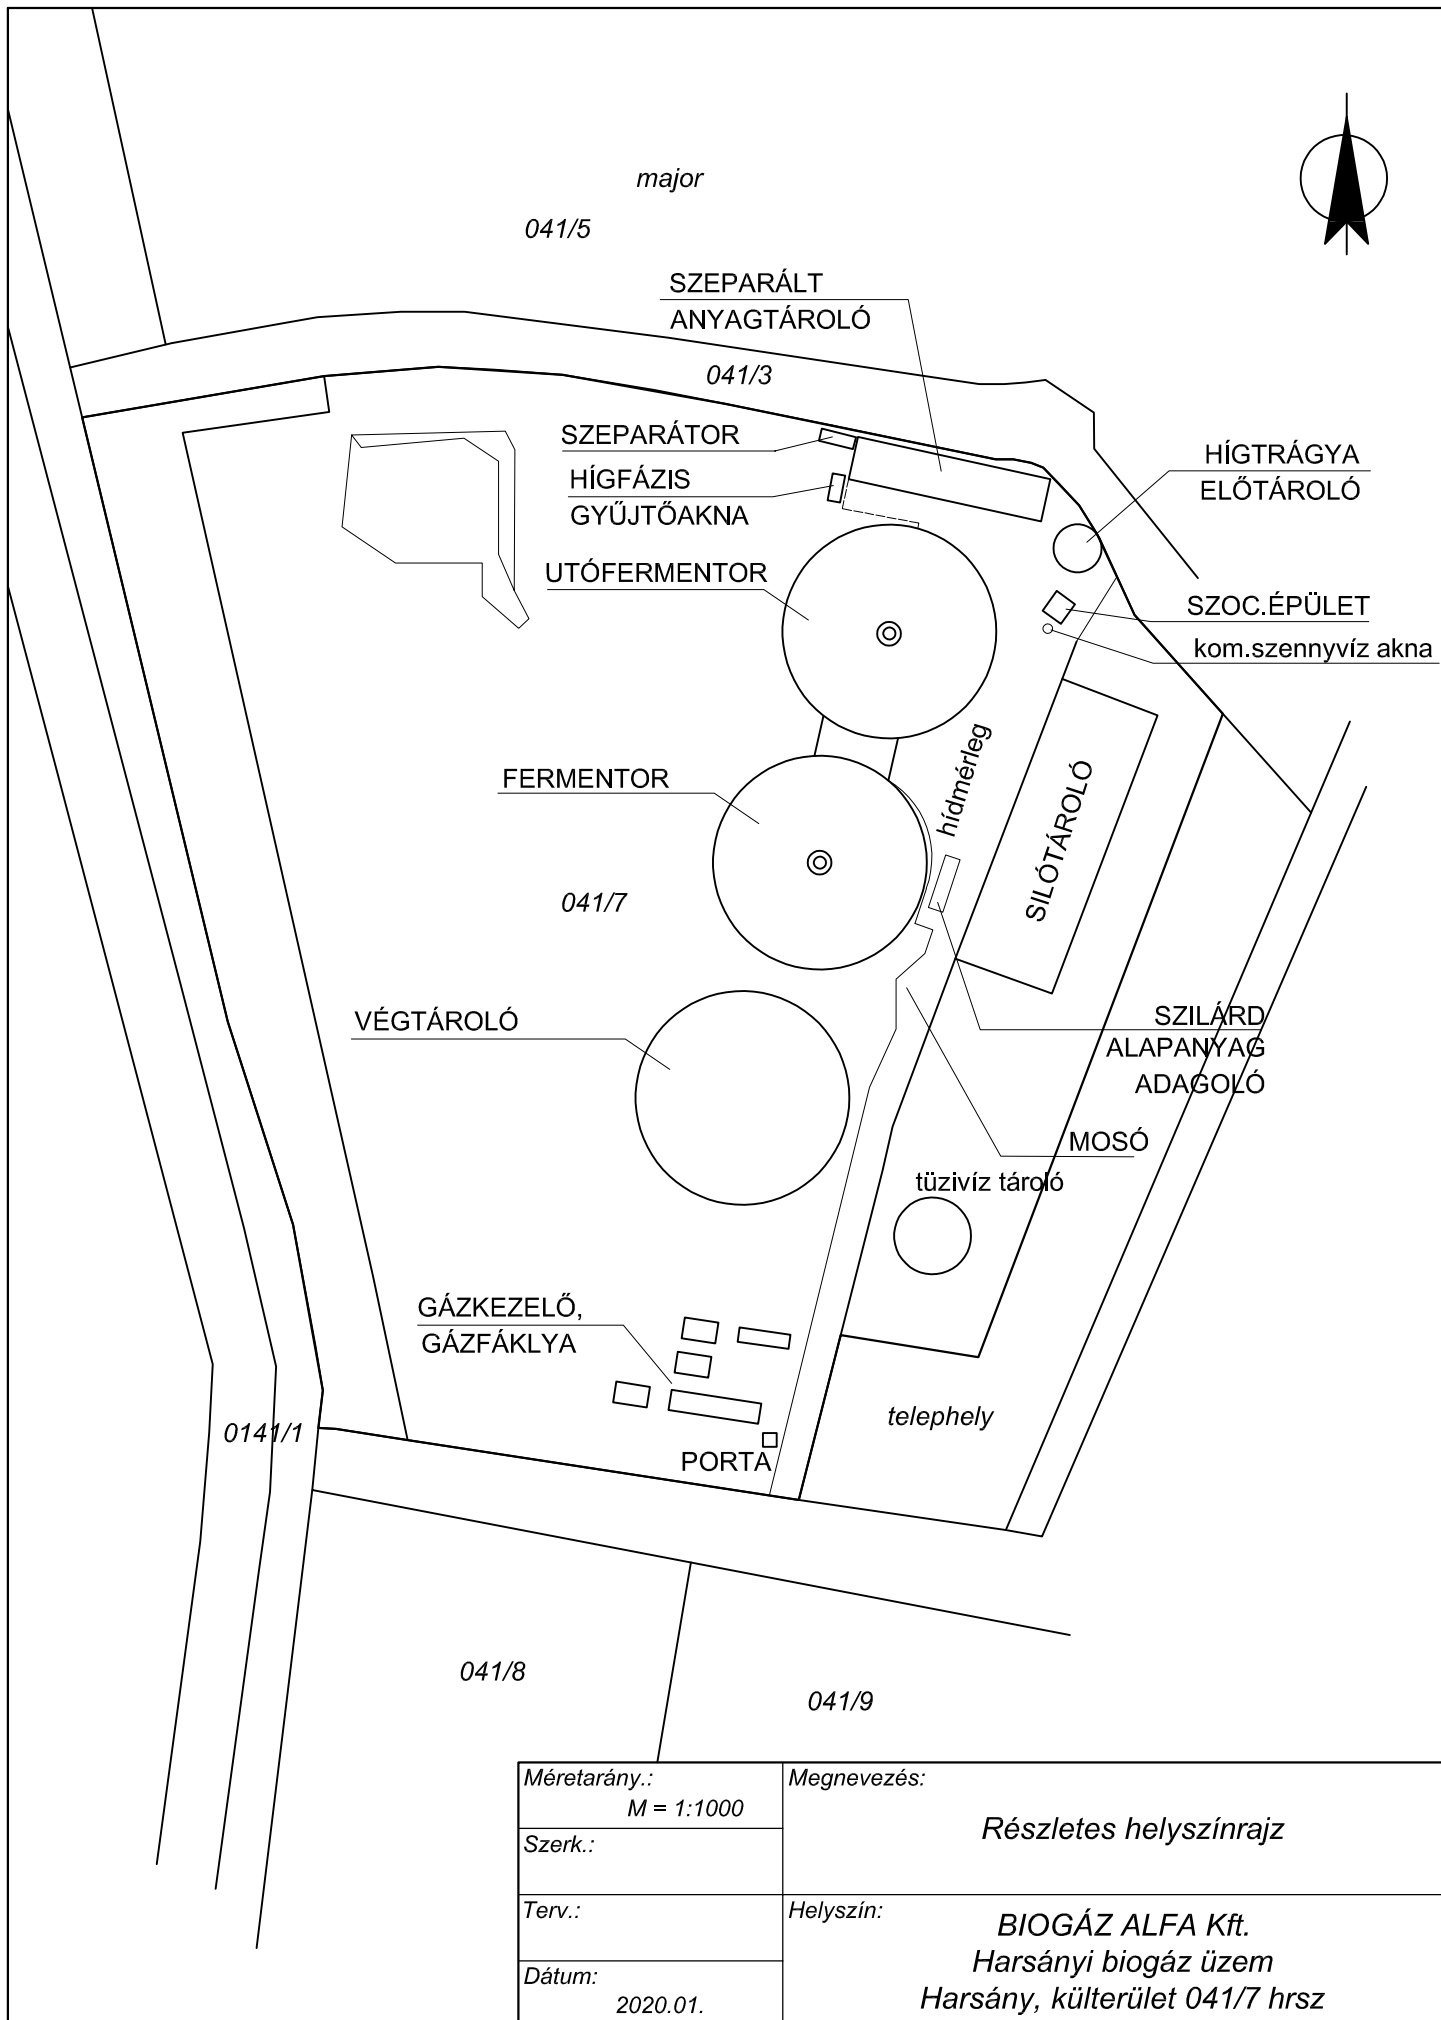 major
041/5
SZEPARÁLT
ANYAGTÁROLÓ
041/3
SZEPARÁTOR
HÍGFÁZIS
GYŰJTŐAKNA
HÍGTRÁGYA
ELŐTÁROLÓ
UTÓFERMENTOR
SZOC.ÉPÜLET
kom.szennyvíz akna
hídmérleg
FERMENTOR
SILÓTÁROLÓ
041/7
VÉGTÁROLÓ
SZILÁRD
ALAPANYAG
ADAGOLÓ
MOSÓ
tüzivíz tároló
GÁZKEZELŐ,
GÁZFÁKLYA
telephely
0141/1
PORTA
041/8
041/9
Méretarány.:
M = 1:1000
Megnevezés:
Részletes helyszínrajz
Szerk.:
Terv.:
Helyszín:
BIOGÁZ ALFA Kft.
Harsányi biogáz üzem
Harsány, külterület 041/7 hrsz
Dátum:
2020.01.